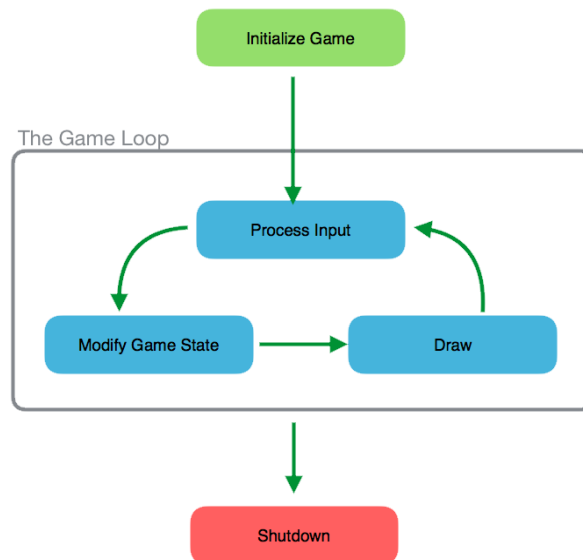 Initialize Game
The Game Loop
Process Input
Modify Game State
Draw
Shutdown